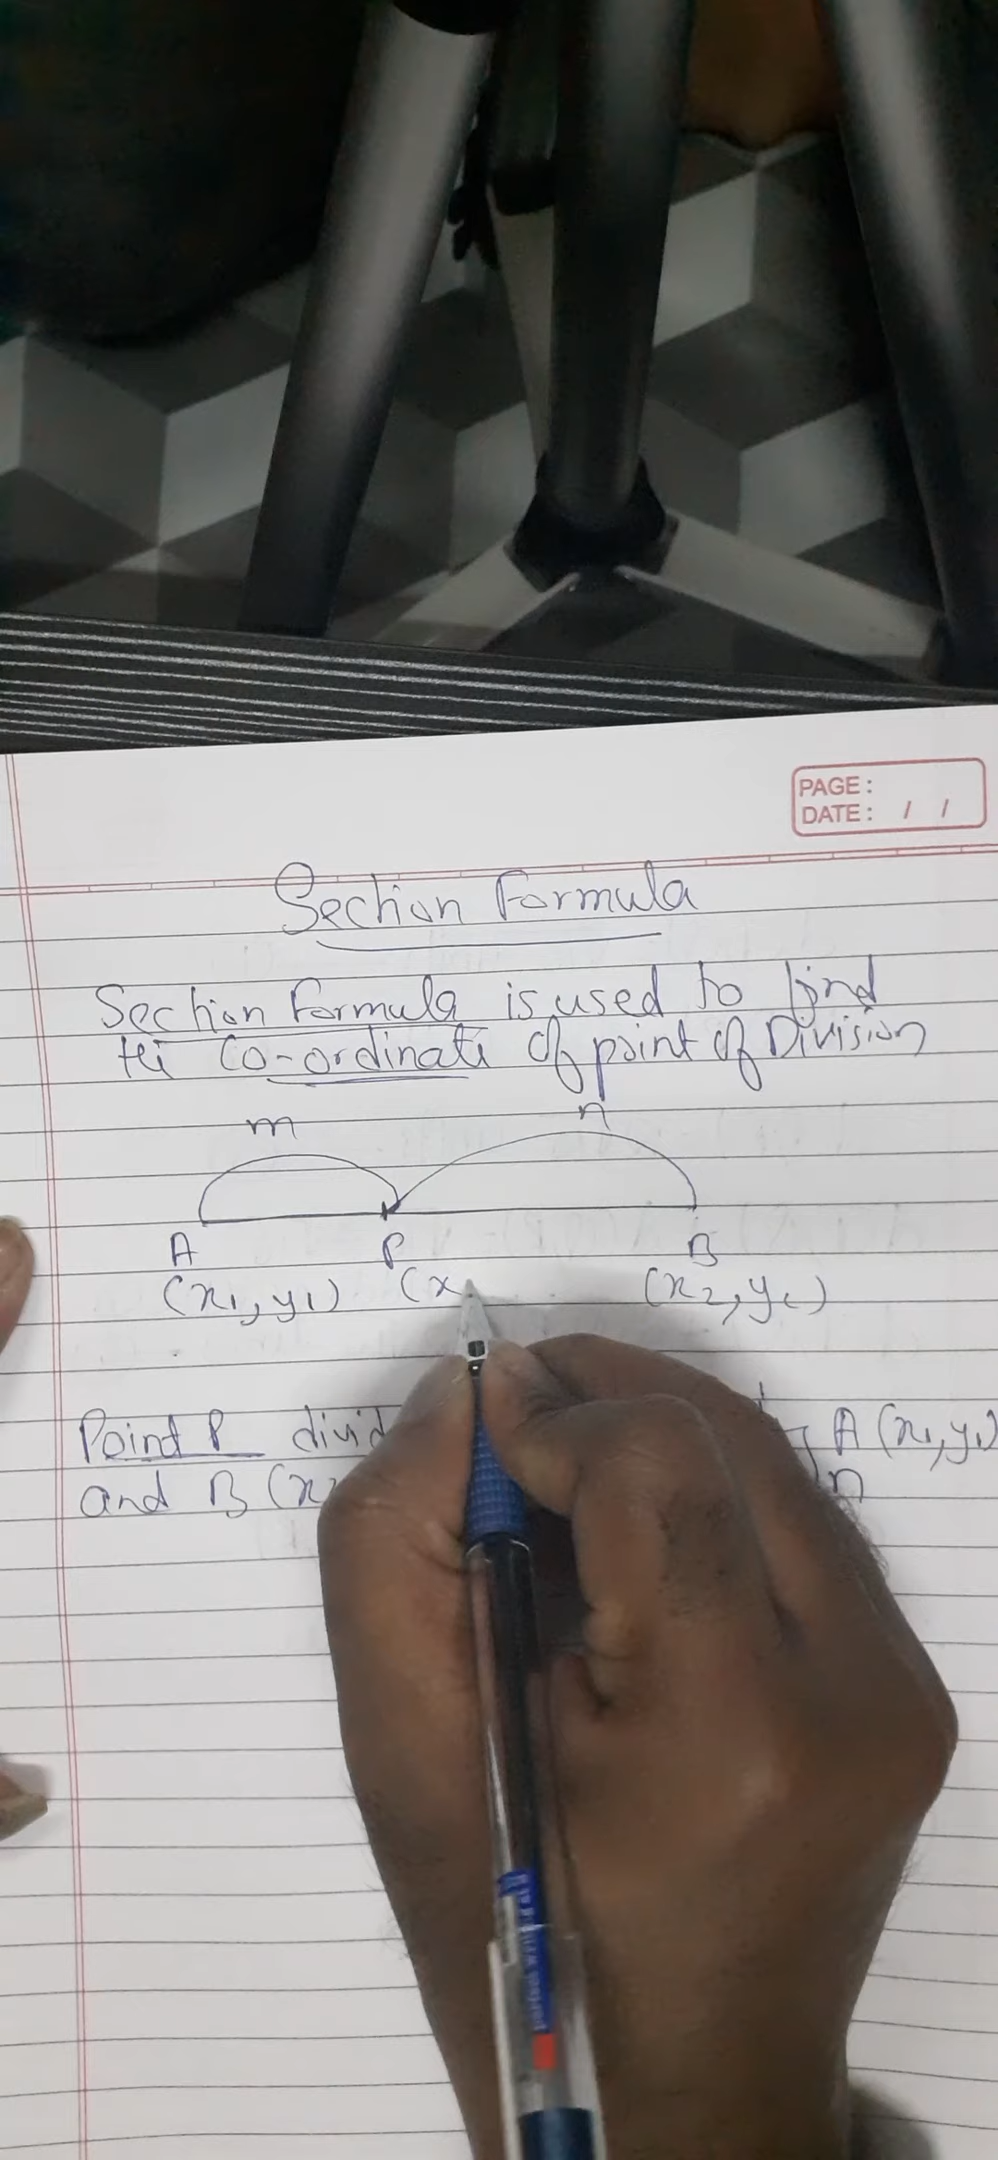 PAGE:
DATE: / /
Section Formula
Section Formula is used to find
the Co-ordinate of point of Division
m n
A P B
(x1, y1) (x (x2, y2)
Point P divid A (x1, y1)
and B (x2 n